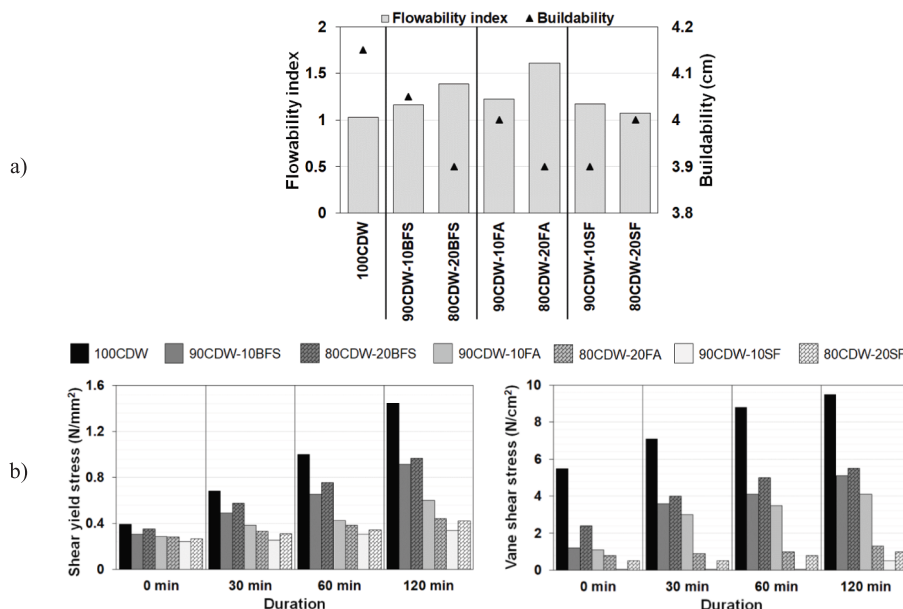 Flowability index Buildability
2
1.5
1
0.5
0
Flowability index
4.2
4.1
4
3.9
3.8
Buildability (cm)
100CDW
90CDW-10BFS
80CDW-20BFS
90CDW-10FA
80CDW-20FA
90CDW-10SF
80CDW-20SF
a)
100CDW 90CDW-10BFS 80CDW-20BFS 90CDW-10FA 80CDW-20FA 90CDW-10SF 80CDW-20SF
b)
Shear yield stress (N/mm²)
1.6
1.2
0.8
0.4
0
0 min 30 min 60 min 120 min
Duration
Vane shear stress (N/cm²)
10
8
6
4
2
0
0 min 30 min 60 min 120 min
Duration